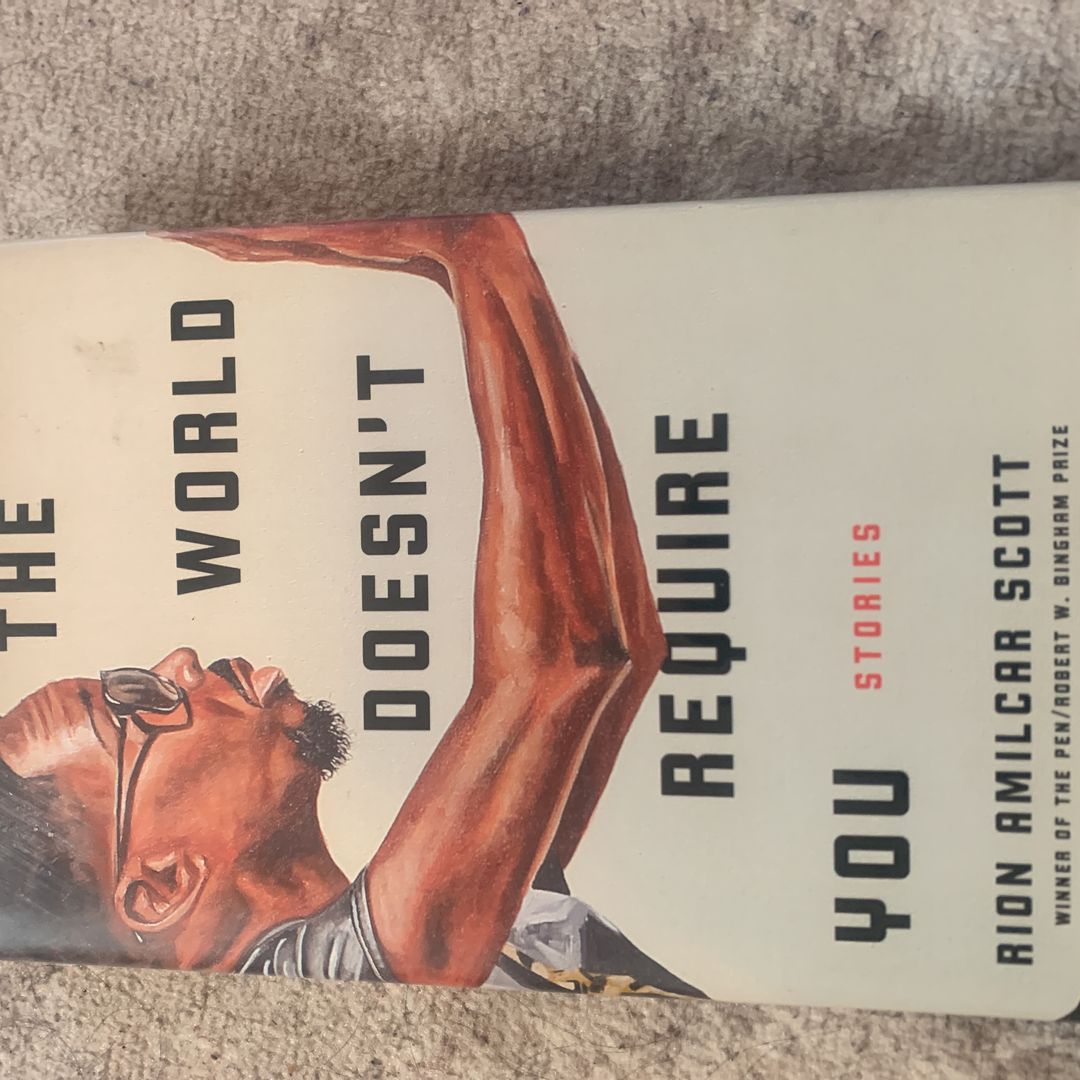 THE
WORLD
DOESN'T
REQUIRE
YOU
STORIES
RION AMILCAR SCOTT
WINNER OF THE PEN/ROBERT W. BINGHAM PRIZE